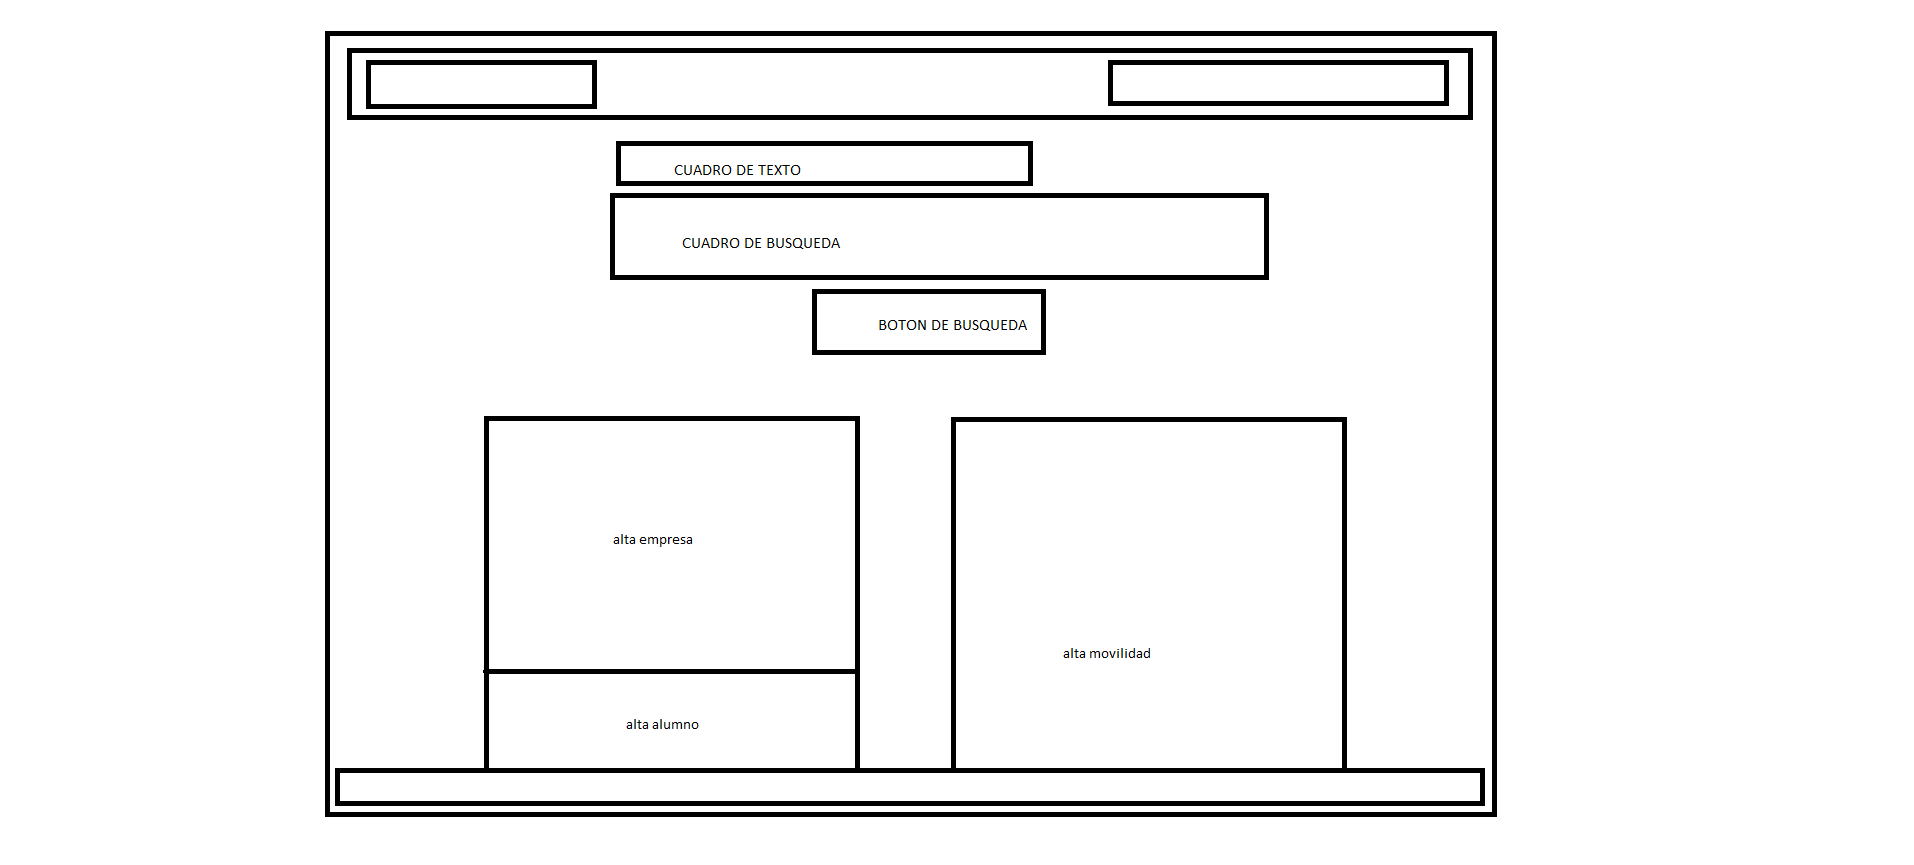 CUADRO DE TEXTO
CUADRO DE BUSQUEDA
BOTON DE BUSQUEDA
alta empresa
alta alumno
alta movilidad